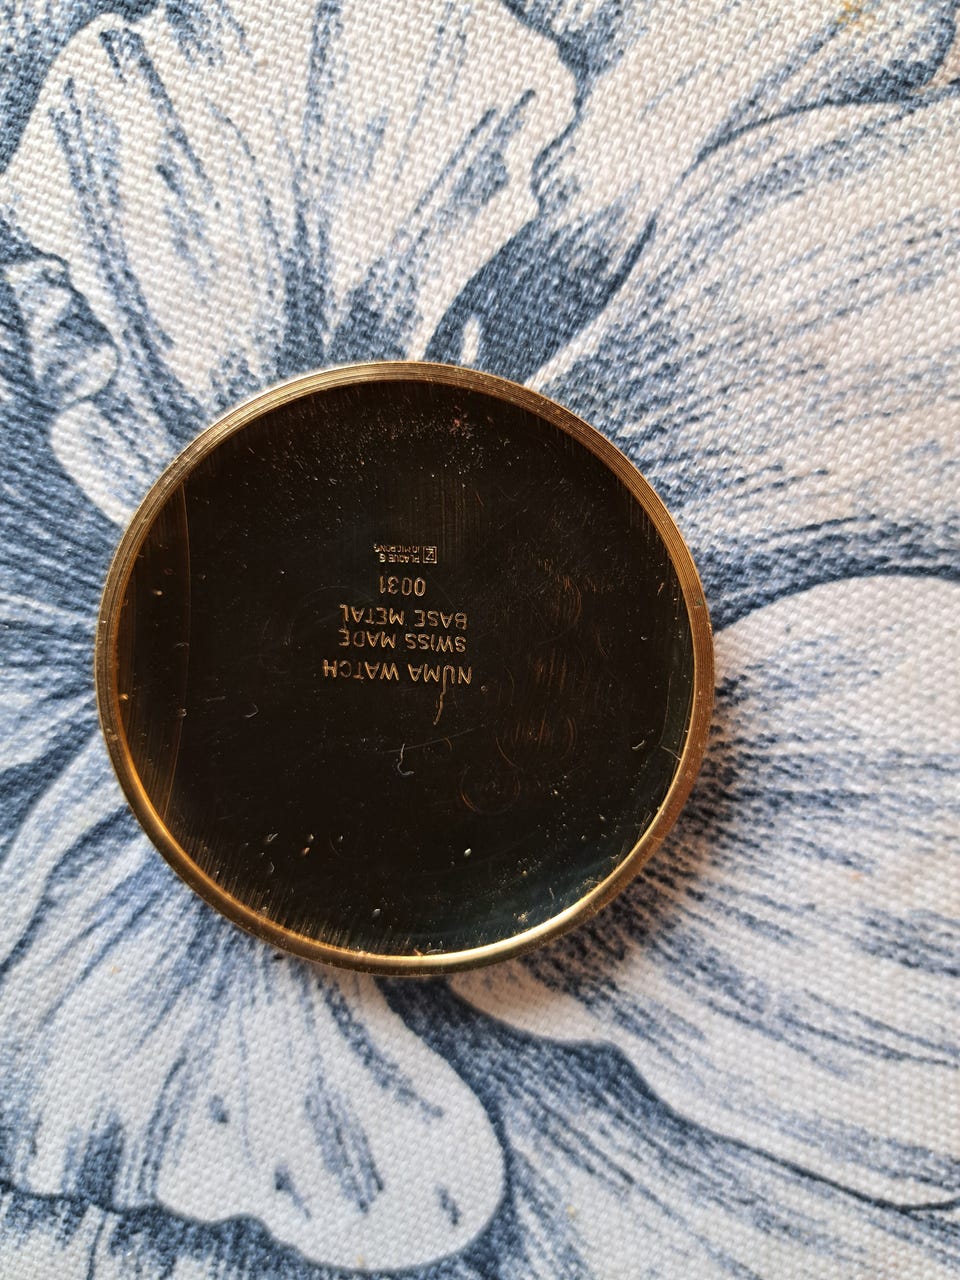 NUMA WATCH
SWISS MADE
BASE METAL
0031
PLAQUE G
10 MICRONS